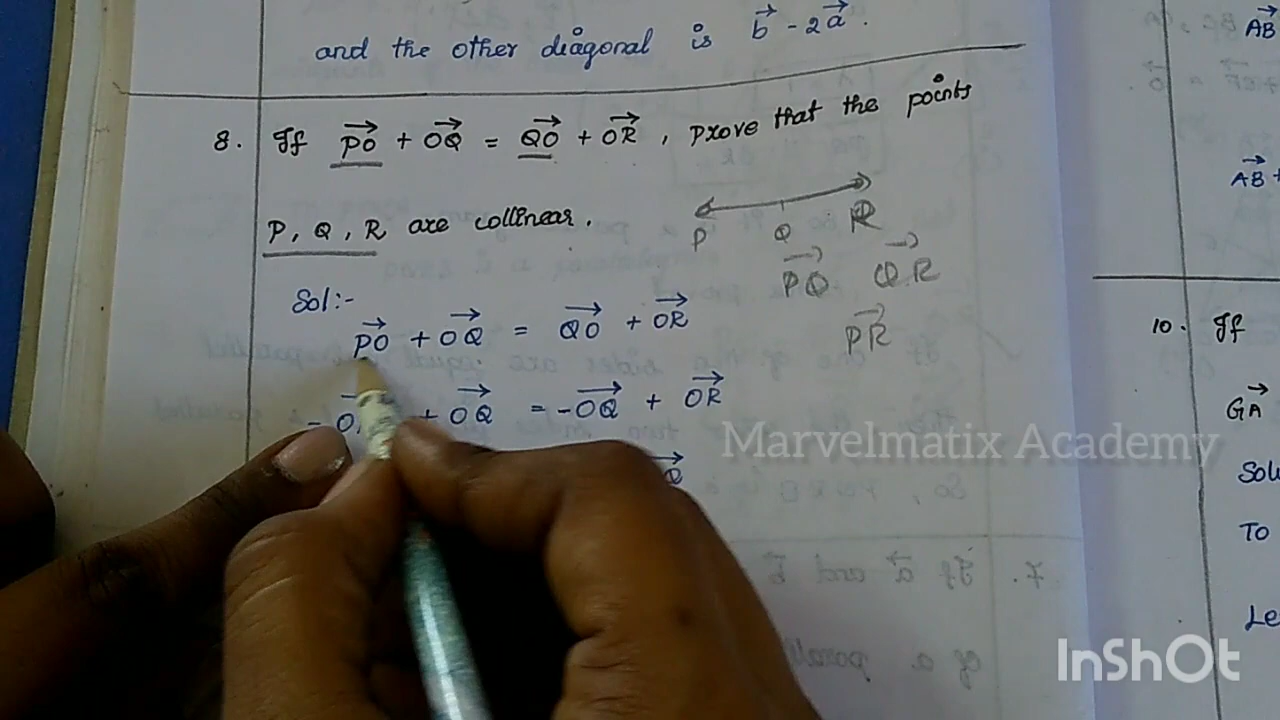 and the other diagonal is b⃗ - 2a⃗ .
8. If PO⃗ + OQ⃗ = QO⃗ + OR⃗ , prove that the points
P, Q, R are collinear.
P Q R
PQ⃗ QR⃗
PR⃗
Sol:-
PO⃗ + OQ⃗ = QO⃗ + OR⃗
+ OQ⃗ = - OQ⃗ + OR⃗
AB⃗
AB⃗ +
10. If
GA⃗
Solu
To
Le
Marvelmatix Academy
InShOt